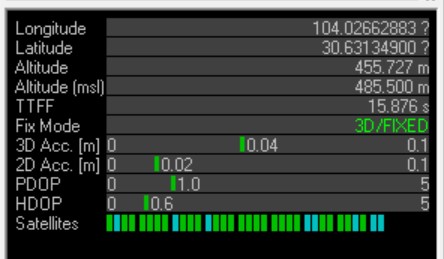 Longitude 104.02662883 ?
Latitude 30.63134900 ?
Altitude 455.727 m
Altitude (msl) 485.500 m
TTFF 15.876 s
Fix Mode 3D/FIXED
3D Acc. [m] 0 0.04 0.1
2D Acc. [m] 0 0.02 0.1
PDOP 0 1.0 5
HDOP 0 0.6 5
Satellites